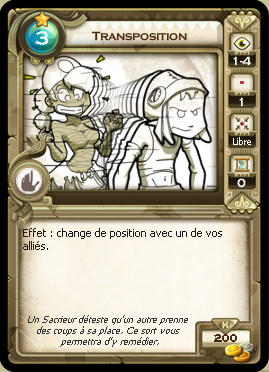 3
Transposition
1-4
1
Libre
0
Effet : change de position avec un de vos
alliés.
Un Sacrieur déteste qu'un autre prenne
des coups à sa place. Ce sort vous
permettra d'y remédier.
K
200